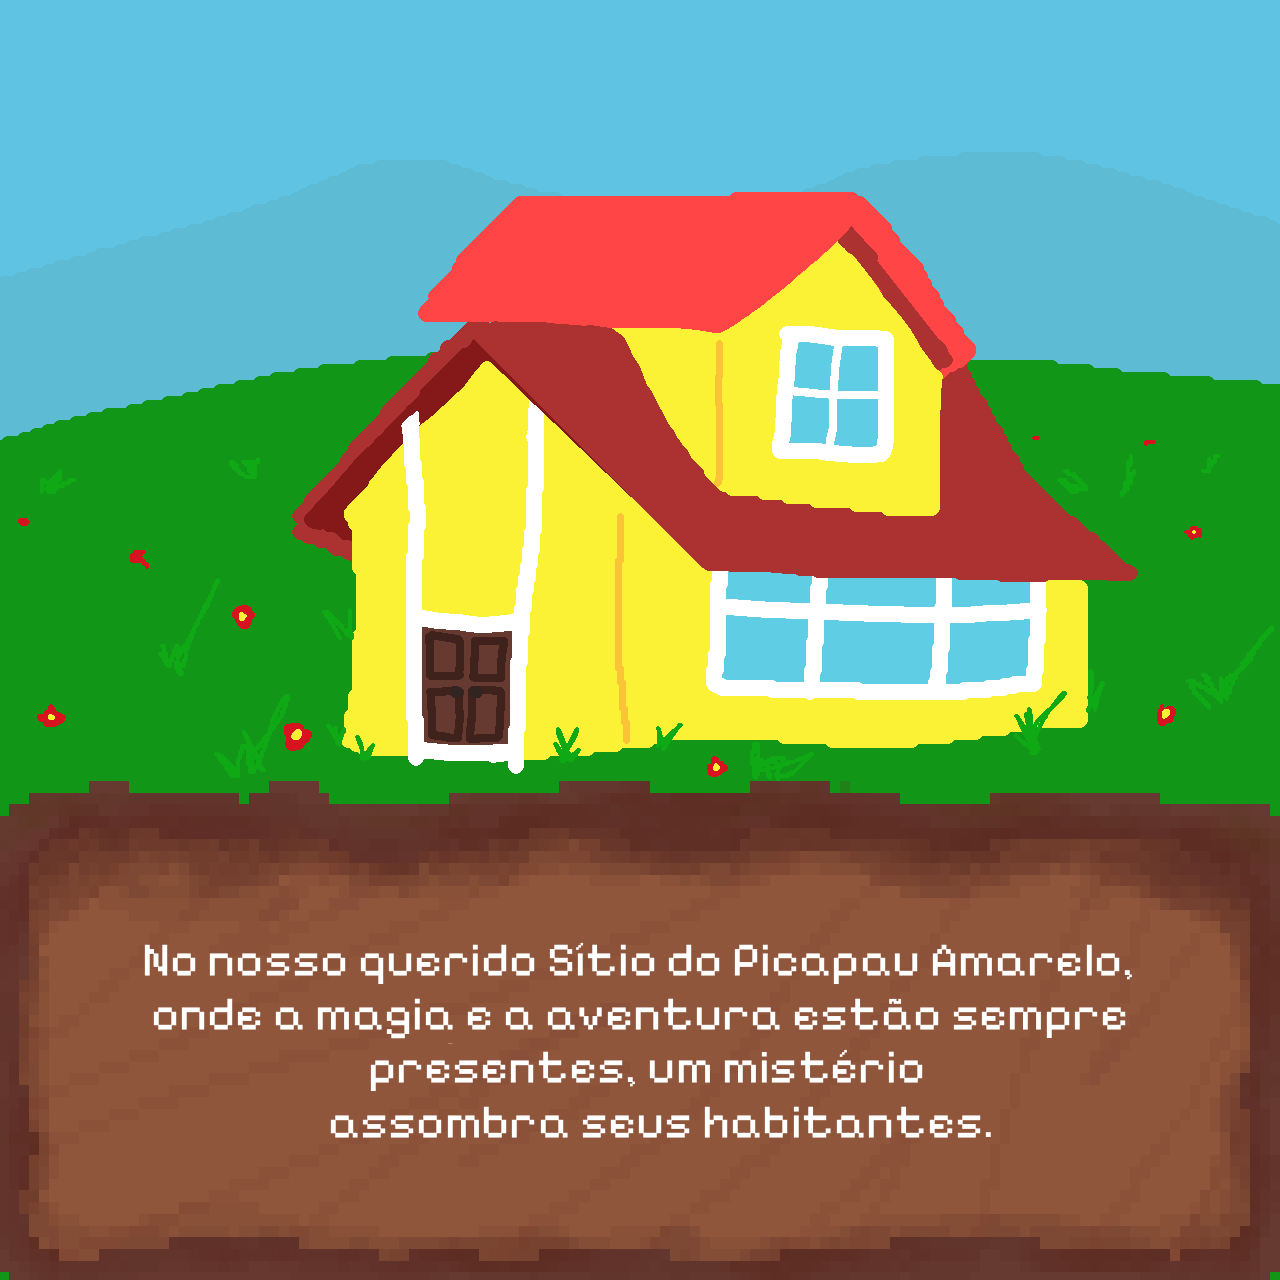 No nosso querido Sítio do Picapau Amarelo,
onde a magia e a aventura estão sempre
presentes, um mistério
assombra seus habitantes.